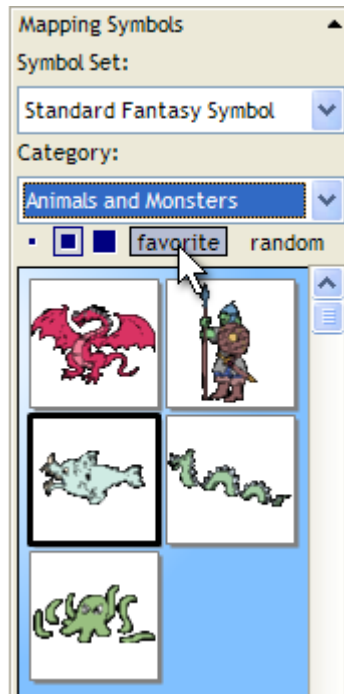 Mapping Symbols
Symbol Set:
Standard Fantasy Symbol
Category:
Animals and Monsters
favorite random